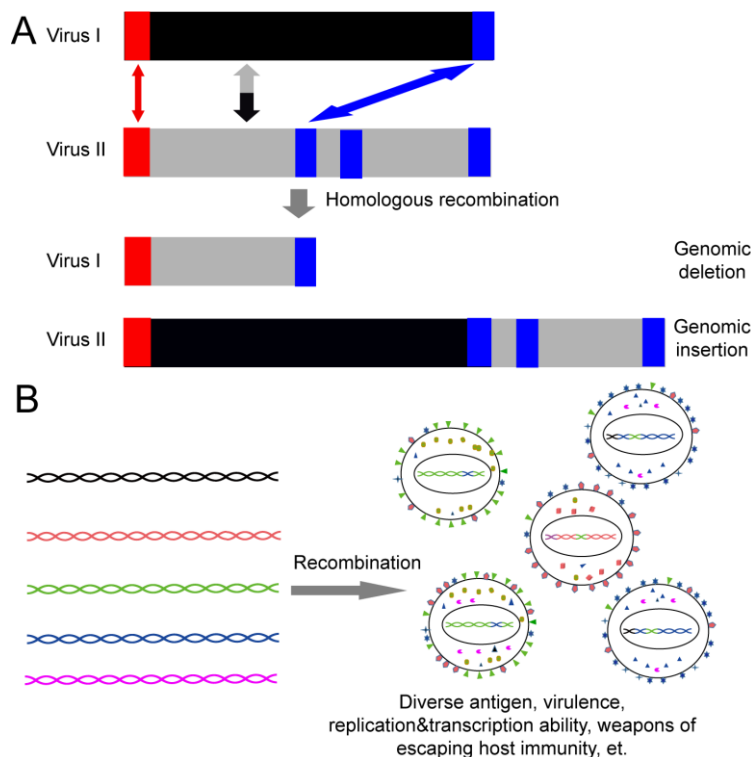 A
Virus I
Virus II
Homologous recombination
Virus I
Genomic
deletion
Virus II
Genomic
insertion
B
Recombination
Diverse antigen, virulence,
replication&transcription ability, weapons of
escaping host immunity, et.